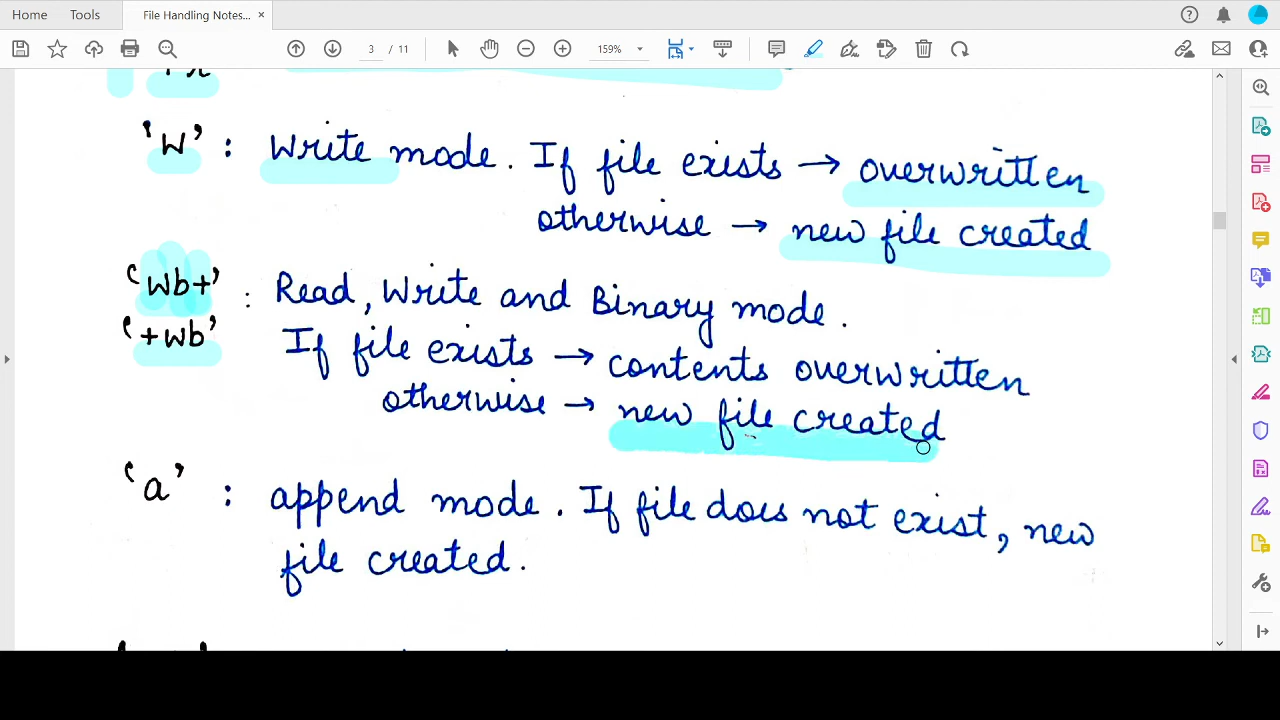 Home Tools File Handling Notes... ×
3 / 11 159%
'w' : Write mode. If file exists → overwritten
otherwise → new file created
'wb+' : Read, Write and Binary mode.
'+wb' If file exists → contents overwritten
otherwise → new file created
'a' : append mode. If file does not exist, new
file created.